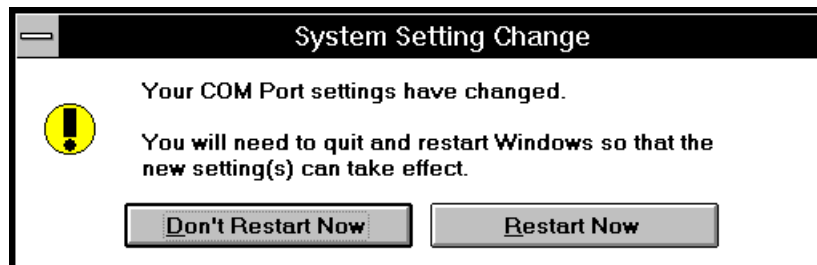 System Setting Change
Your COM Port settings have changed.
You will need to quit and restart Windows so that the
new setting(s) can take effect.
Don't Restart Now
Restart Now